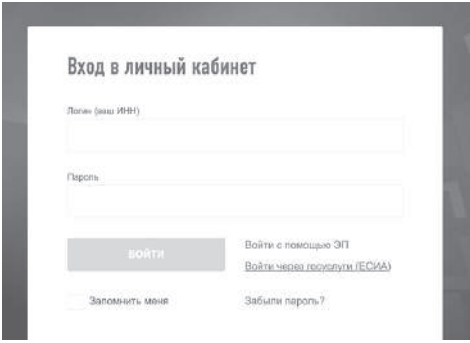 Вход в личный кабинет
Логин (ваш ИНН)
Пароль
ВОЙТИ
Войти с помощью ЭП
Войти через госуслуги (ЕСИА)
Запомнить меня
Забыли пароль?